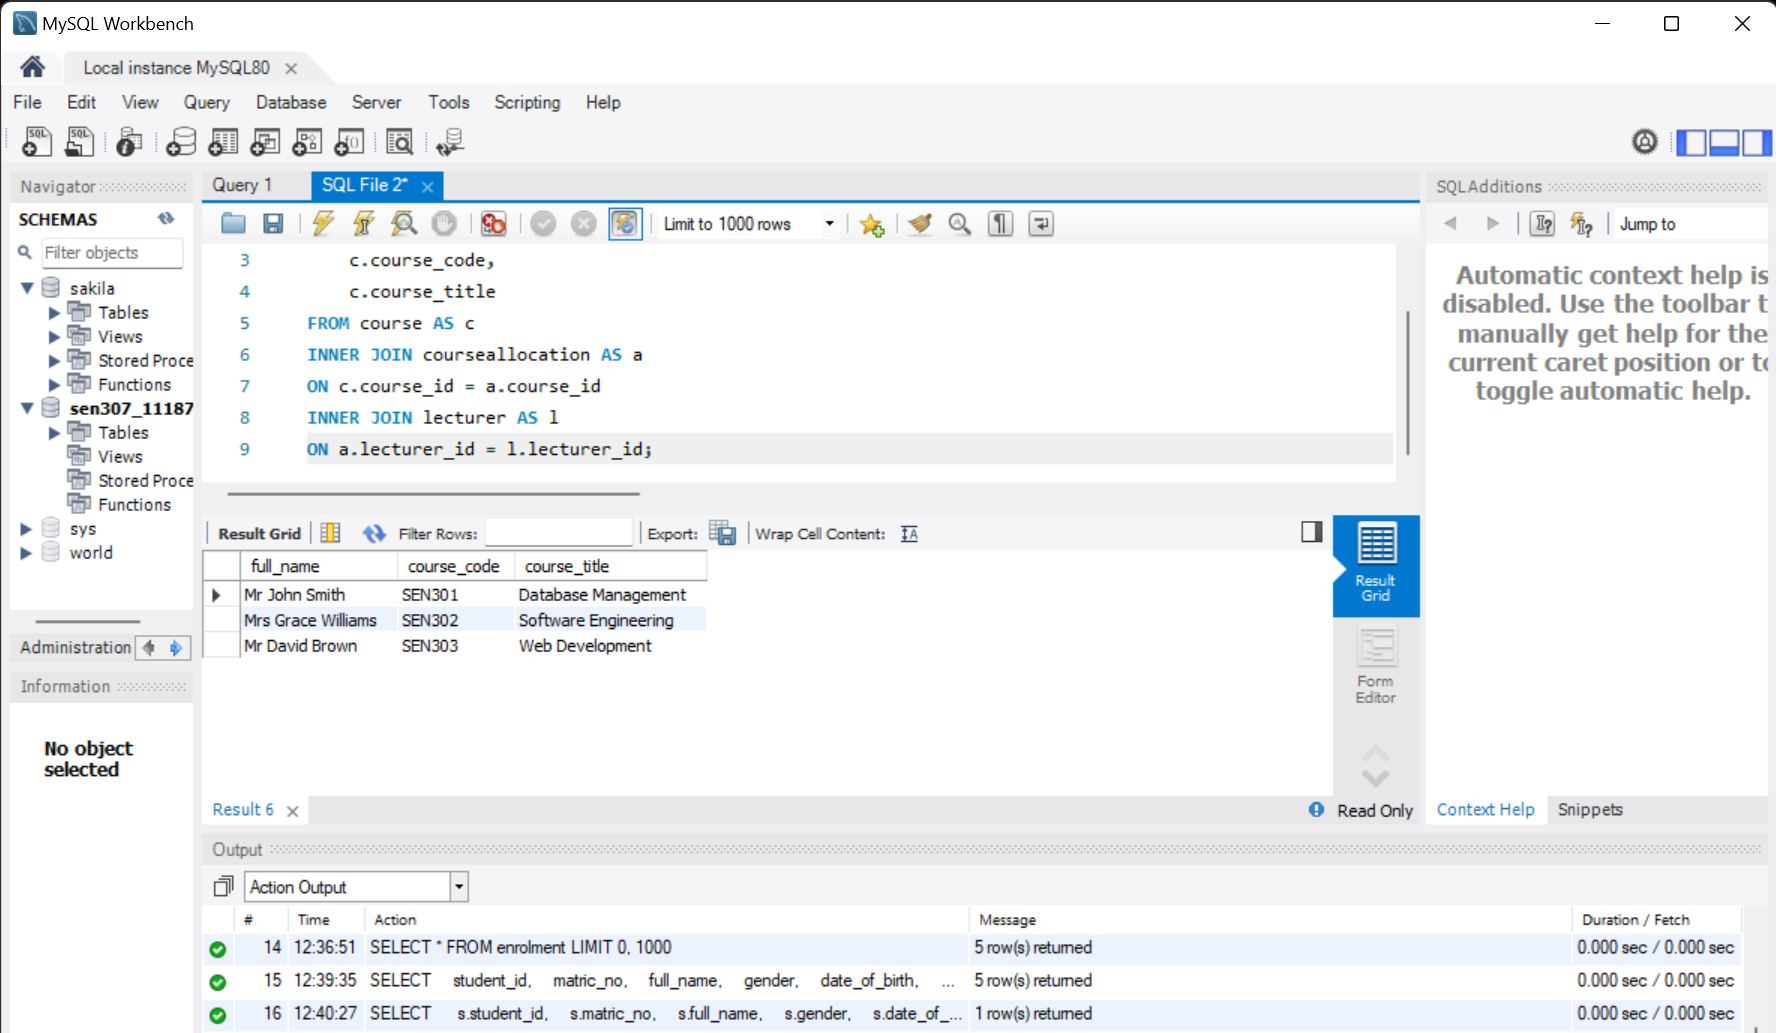 MySQL Workbench
Local instance MySQL80
File Edit View Query Database Server Tools Scripting Help
Navigator
SCHEMAS
Filter objects
sakila
Tables
Views
Stored Proce
Functions
sen307_11187
Tables
Views
Stored Proce
Functions
sys
world
Administration
Information
No object
selected
Query 1
SQL File 2*
Limit to 1000 rows
3 c.course_code,
4 c.course_title
5 FROM course AS c
6 INNER JOIN courseallocation AS a
7 ON c.course_id = a.course_id
8 INNER JOIN lecturer AS l
9 ON a.lecturer_id = l.lecturer_id;
Result Grid Filter Rows: Export: Wrap Cell Content:
full_name course_code course_title
Mr John Smith SEN301 Database Management
Mrs Grace Williams SEN302 Software Engineering
Mr David Brown SEN303 Web Development
Result
Grid
Form
Editor
Result 6
Read Only
SQLAdditions
Jump to
Automatic context help is
disabled. Use the toolbar t
manually get help for the
current caret position or to
toggle automatic help.
Context Help Snippets
Output
Action Output
# Time Action Message Duration / Fetch
14 12:36:51 SELECT * FROM enrolment LIMIT 0, 1000 5 row(s) returned 0.000 sec / 0.000 sec
15 12:39:35 SELECT student_id, matric_no, full_name, gender, date_of_birth, ... 5 row(s) returned 0.000 sec / 0.000 sec
16 12:40:27 SELECT s.student_id, s.matric_no, s.full_name, s.gender, s.date_of_... 1 row(s) returned 0.000 sec / 0.000 sec